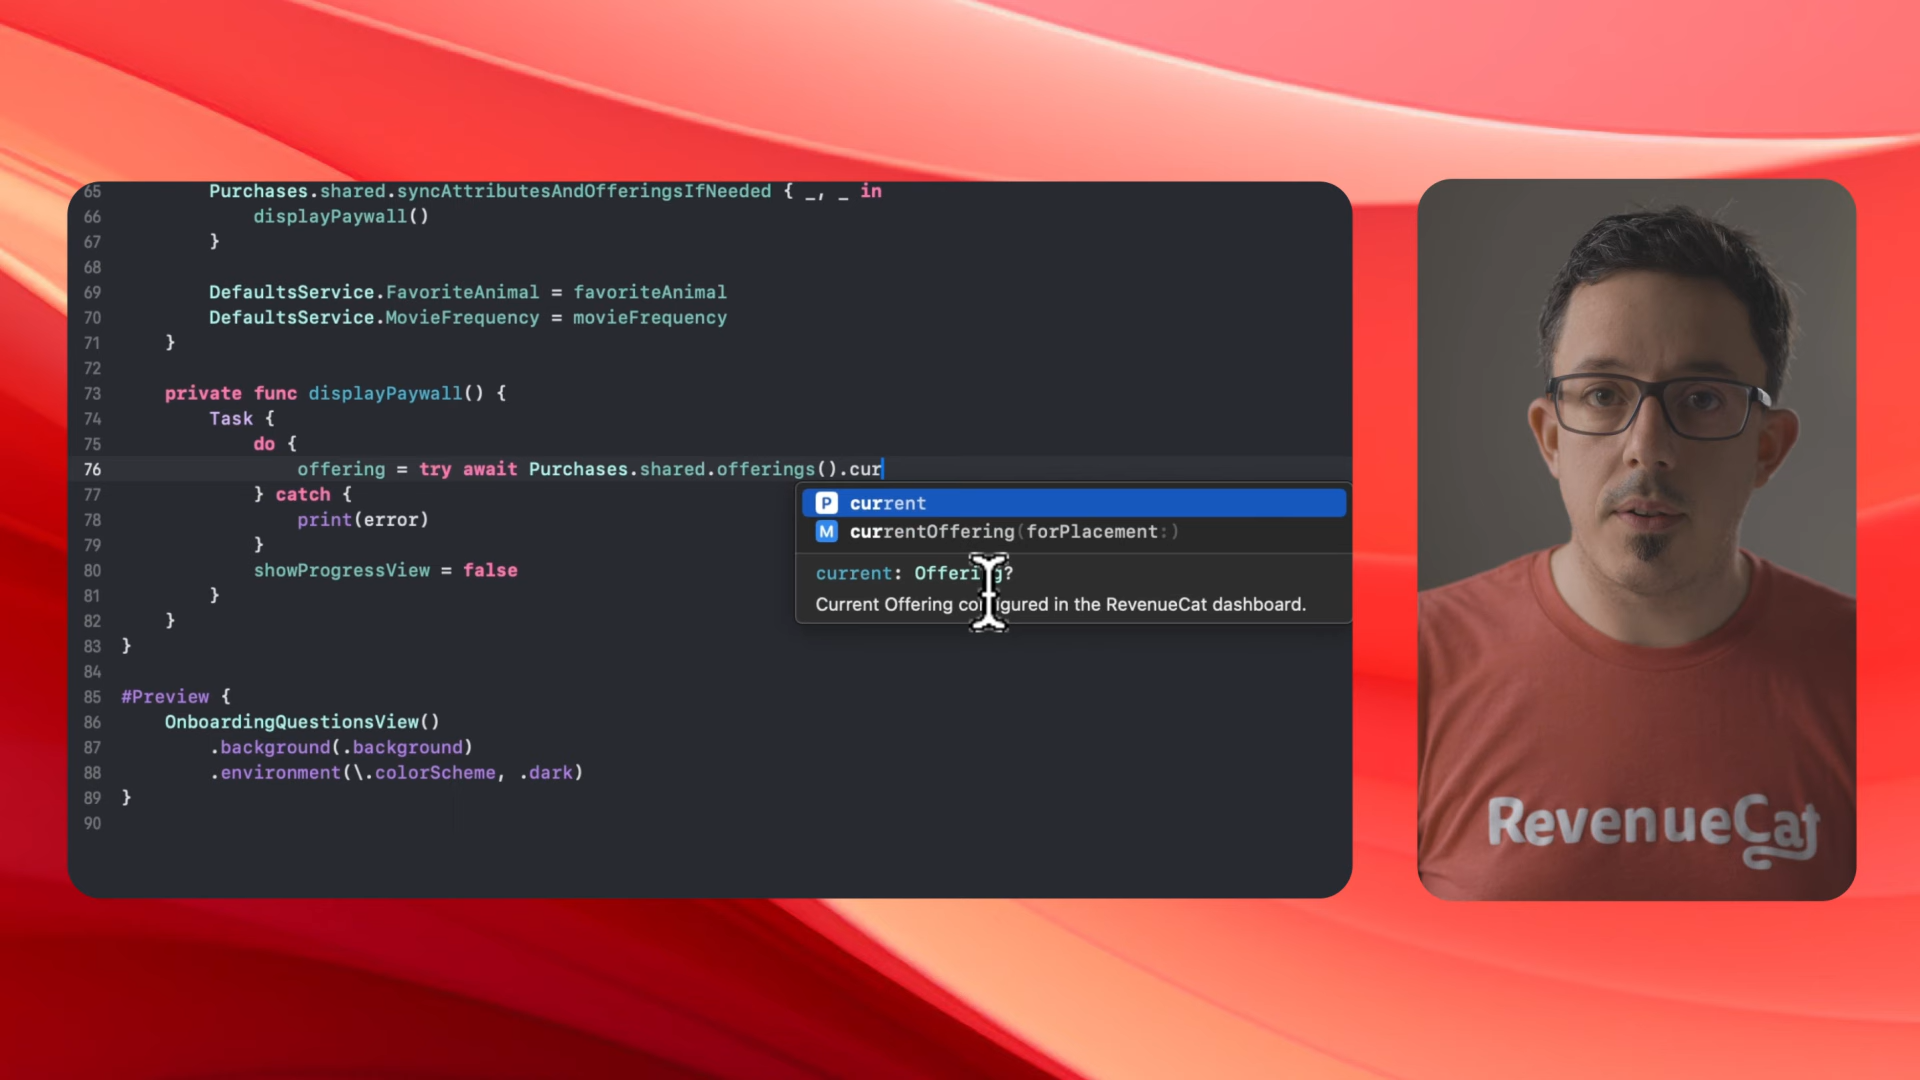 65 Purchases.shared.syncAttributesAndOfferingsIfNeeded { _, _ in
66 displayPaywall()
67 }
68
69 DefaultsService.FavoriteAnimal = favoriteAnimal
70 DefaultsService.MovieFrequency = movieFrequency
71 }
72
73 private func displayPaywall() {
74 Task {
75 do {
76 offering = try await Purchases.shared.offerings().cur
77 } catch {
78 print(error)
79 }
80 showProgressView = false
81 }
82 }
83 }
84
85 #Preview {
86 OnboardingQuestionsView()
87 .background(.background)
88 .environment(\.colorScheme, .dark)
89 }
90
P current
M currentOffering(forPlacement:)
current: Offering?
Current Offering configured in the RevenueCat dashboard.
RevenueCat